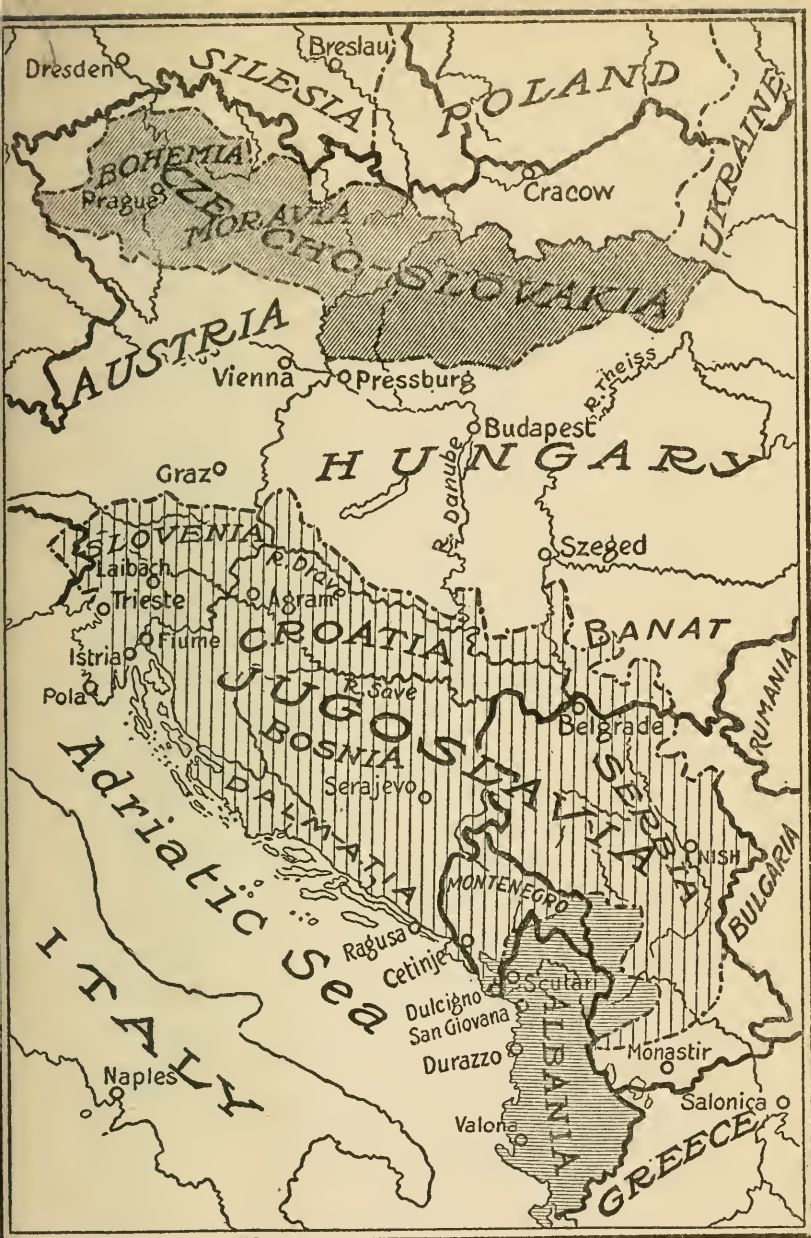 Dresden
SILESIA
Breslau
POLAND
UKRAINE
BOHEMIA
Prague
CZECHO-SLOVAKIA
MORAVIA
Cracow
AUSTRIA
Vienna
Pressburg
R. Theiss
Budapest
HUNGARY
R. Danube
Graz
SLOVENIA
Laibach
R. Drave
Szeged
Trieste
Agram
BANAT
Fiume
CROATIA
Istria
RUMANIA
JUGOSLAVIA
Pola
R. Save
Belgrade
BOSNIA
Serajevo
SERBIA
DALMATIA
Adriatic Sea
NISH
BULGARIA
MONTENEGRO
Ragusa
Cetinje
Scutari
Dulcigno
San Giovana
ITALY
ALBANIA
Durazzo
Monastir
Naples
Salonica
Valona
GREECE